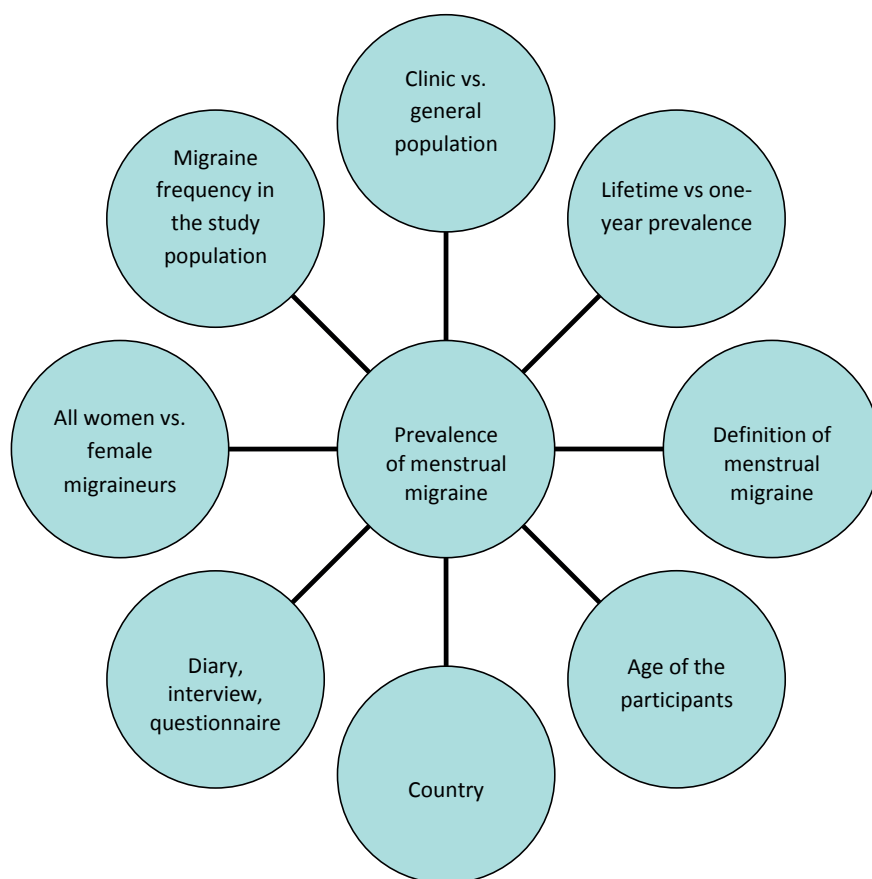 Clinic vs.
general
population
Migraine
frequency in
the study
population
Lifetime vs one-
year prevalence
All women vs.
female
migraineurs
Prevalence
of menstrual
migraine
Definition of
menstrual
migraine
Diary,
interview,
questionnaire
Age of the
participants
Country